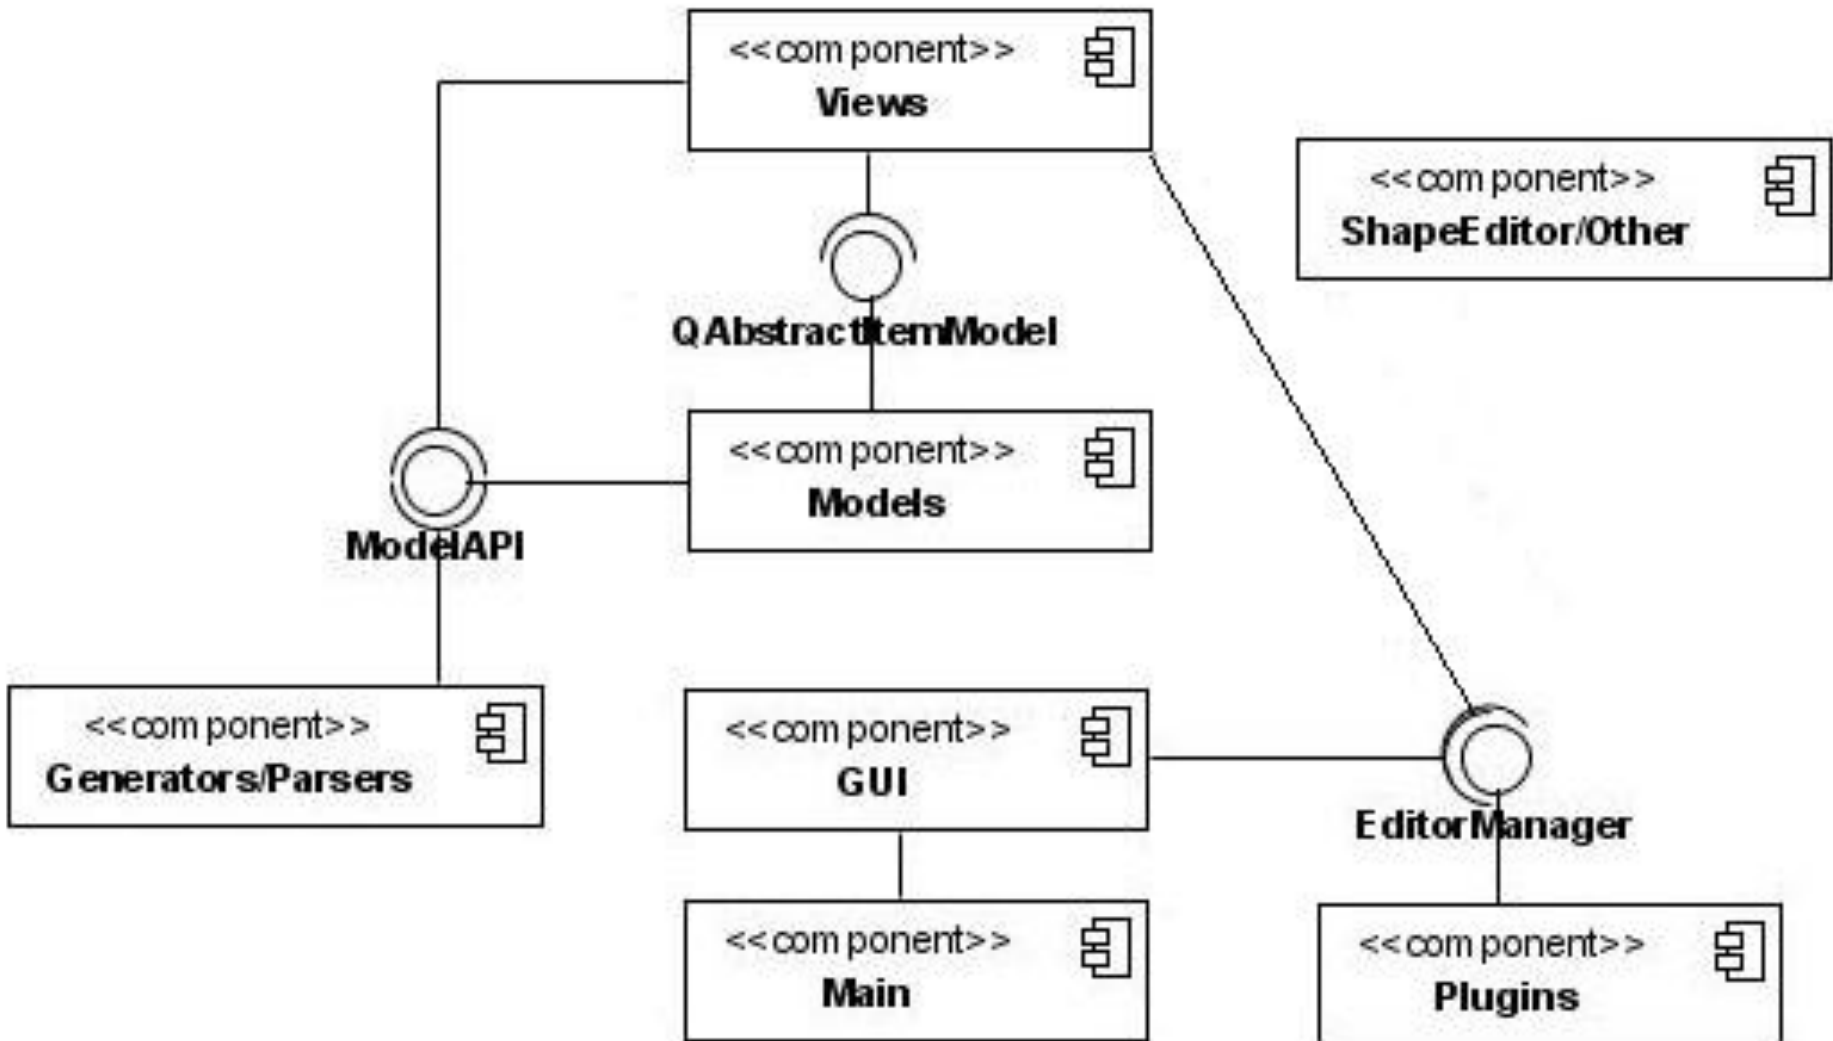 <<component>>
Views
<<component>>
ShapeEditor/Other
QAbstractItemModel
<<component>>
Models
ModelAPI
<<component>>
Generators/Parsers
<<component>>
GUI
EditorManager
<<component>>
Main
<<component>>
Plugins